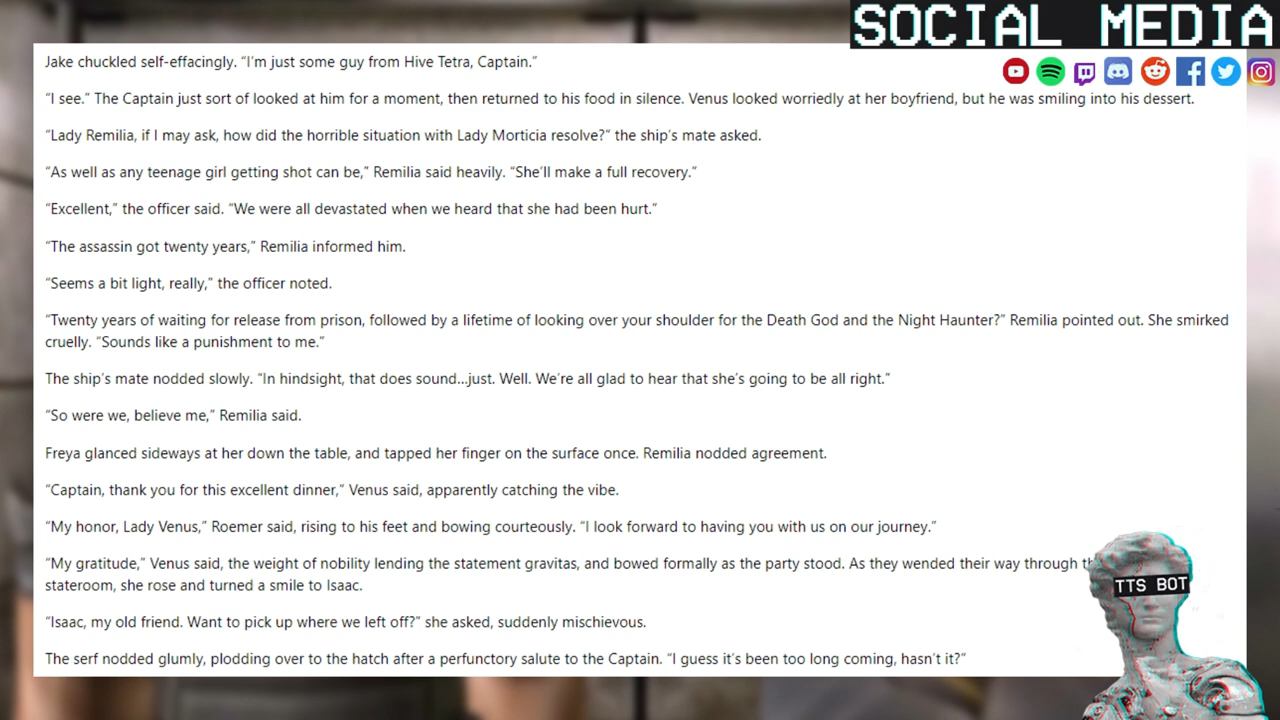 SOCIAL MEDIA
Jake chuckled self-effacingly. “I’m just some guy from Hive Tetra, Captain.”
“I see.” The Captain just sort of looked at him for a moment, then returned to his food in silence. Venus looked worriedly at her boyfriend, but he was smiling into his dessert.
“Lady Remilia, if I may ask, how did the horrible situation with Lady Morticia resolve?” the ship’s mate asked.
“As well as any teenage girl getting shot can be,” Remilia said heavily. “She’ll make a full recovery.”
“Excellent,” the officer said. “We were all devastated when we heard that she had been hurt.”
“The assassin got twenty years,” Remilia informed him.
“Seems a bit light, really,” the officer noted.
“Twenty years of waiting for release from prison, followed by a lifetime of looking over your shoulder for the Death God and the Night Haunter?” Remilia pointed out. She smirked
cruelly. “Sounds like a punishment to me.”
The ship’s mate nodded slowly. “In hindsight, that does sound…just. Well. We’re all glad to hear that she’s going to be all right.”
“So were we, believe me,” Remilia said.
Freya glanced sideways at her down the table, and tapped her finger on the surface once. Remilia nodded agreement.
“Captain, thank you for this excellent dinner,” Venus said, apparently catching the vibe.
“My honor, Lady Venus,” Roemer said, rising to his feet and bowing courteously. “I look forward to having you with us on our journey.”
“My gratitude,” Venus said, the weight of nobility lending the statement gravitas, and bowed formally as the party stood. As they wended their way through
stateroom, she rose and turned a smile to Isaac.
“Isaac, my old friend. Want to pick up where we left off?” she asked, suddenly mischievous.
The serf nodded glumly, plodding over to the hatch after a perfunctory salute to the Captain. “I guess it’s been too long coming, hasn’t it?”
TTS BOT